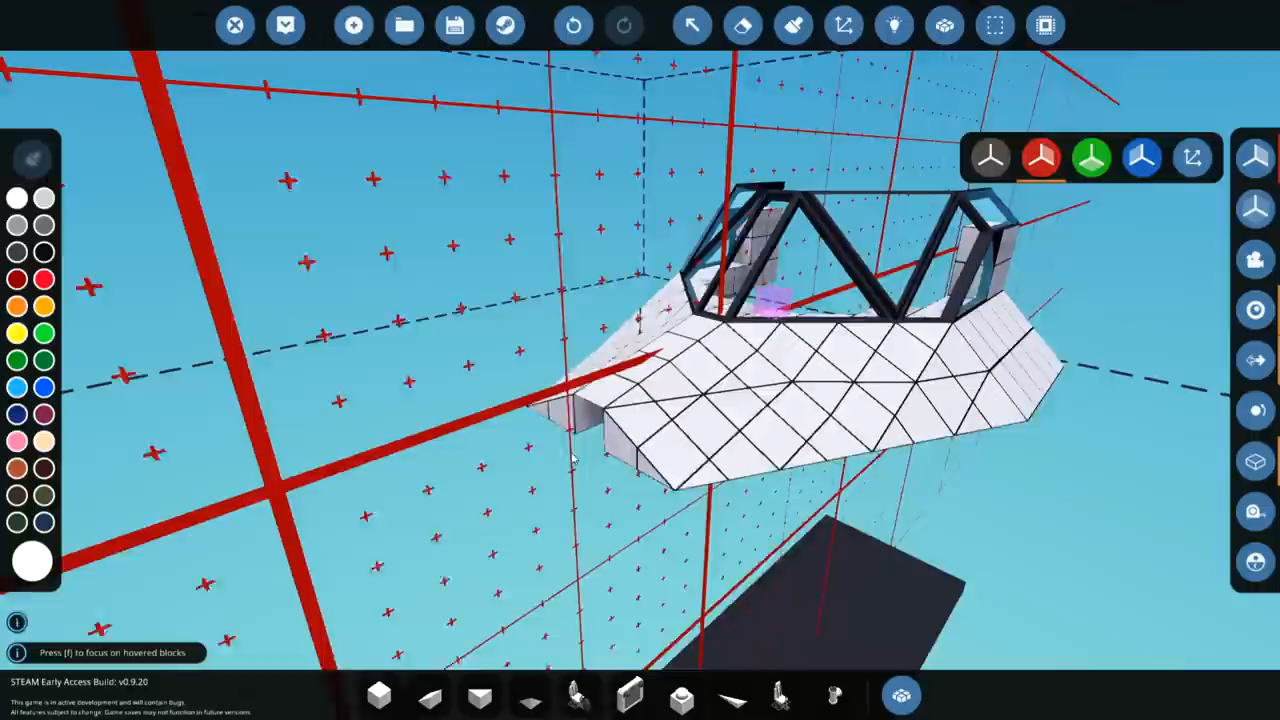 Press [f] to focus on hovered blocks
STEAM Early Access Build: v0.9.20
This game is in active development and will contain bugs.
All features subject to change. Game saves may not function in future versions.